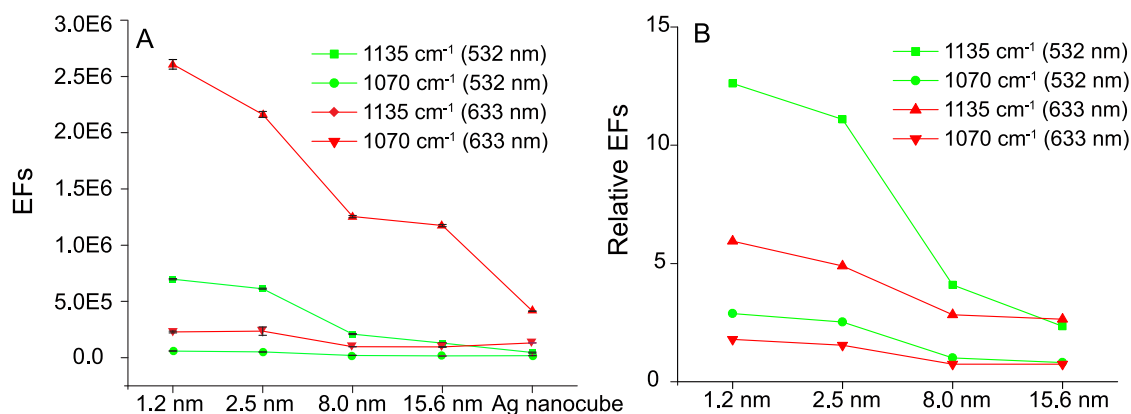 A
3.0E6
2.5E6
2.0E6
1.5E6
1.0E6
5.0E5
0.0
EFs
1135 cm⁻¹ (532 nm)
1070 cm⁻¹ (532 nm)
1135 cm⁻¹ (633 nm)
1070 cm⁻¹ (633 nm)
1.2 nm 2.5 nm 8.0 nm 15.6 nm Ag nanocube
B
15
10
5
0
Relative EFs
1135 cm⁻¹ (532 nm)
1070 cm⁻¹ (532 nm)
1135 cm⁻¹ (633 nm)
1070 cm⁻¹ (633 nm)
1.2 nm 2.5 nm 8.0 nm 15.6 nm